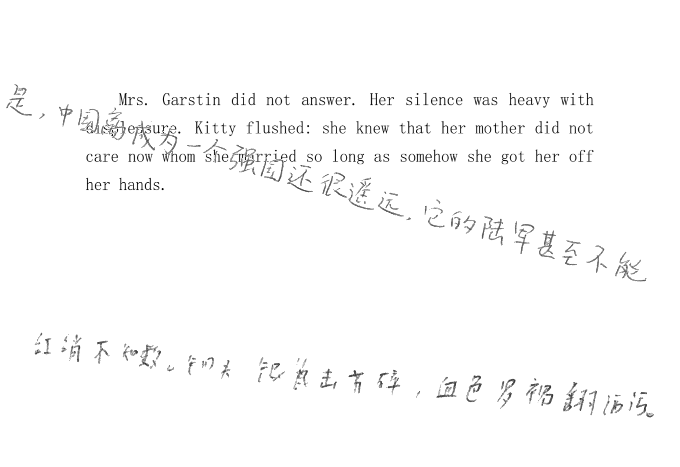 Mrs. Garstin did not answer. Her silence was heavy with
displeasure. Kitty flushed: she knew that her mother did not
care now whom she married so long as somehow she got her off
her hands.
是，中国离成为一个强国还很遥远，它的陆军甚至不能
红消不知数。钿头银篦击节碎，血色罗裙翻酒污。